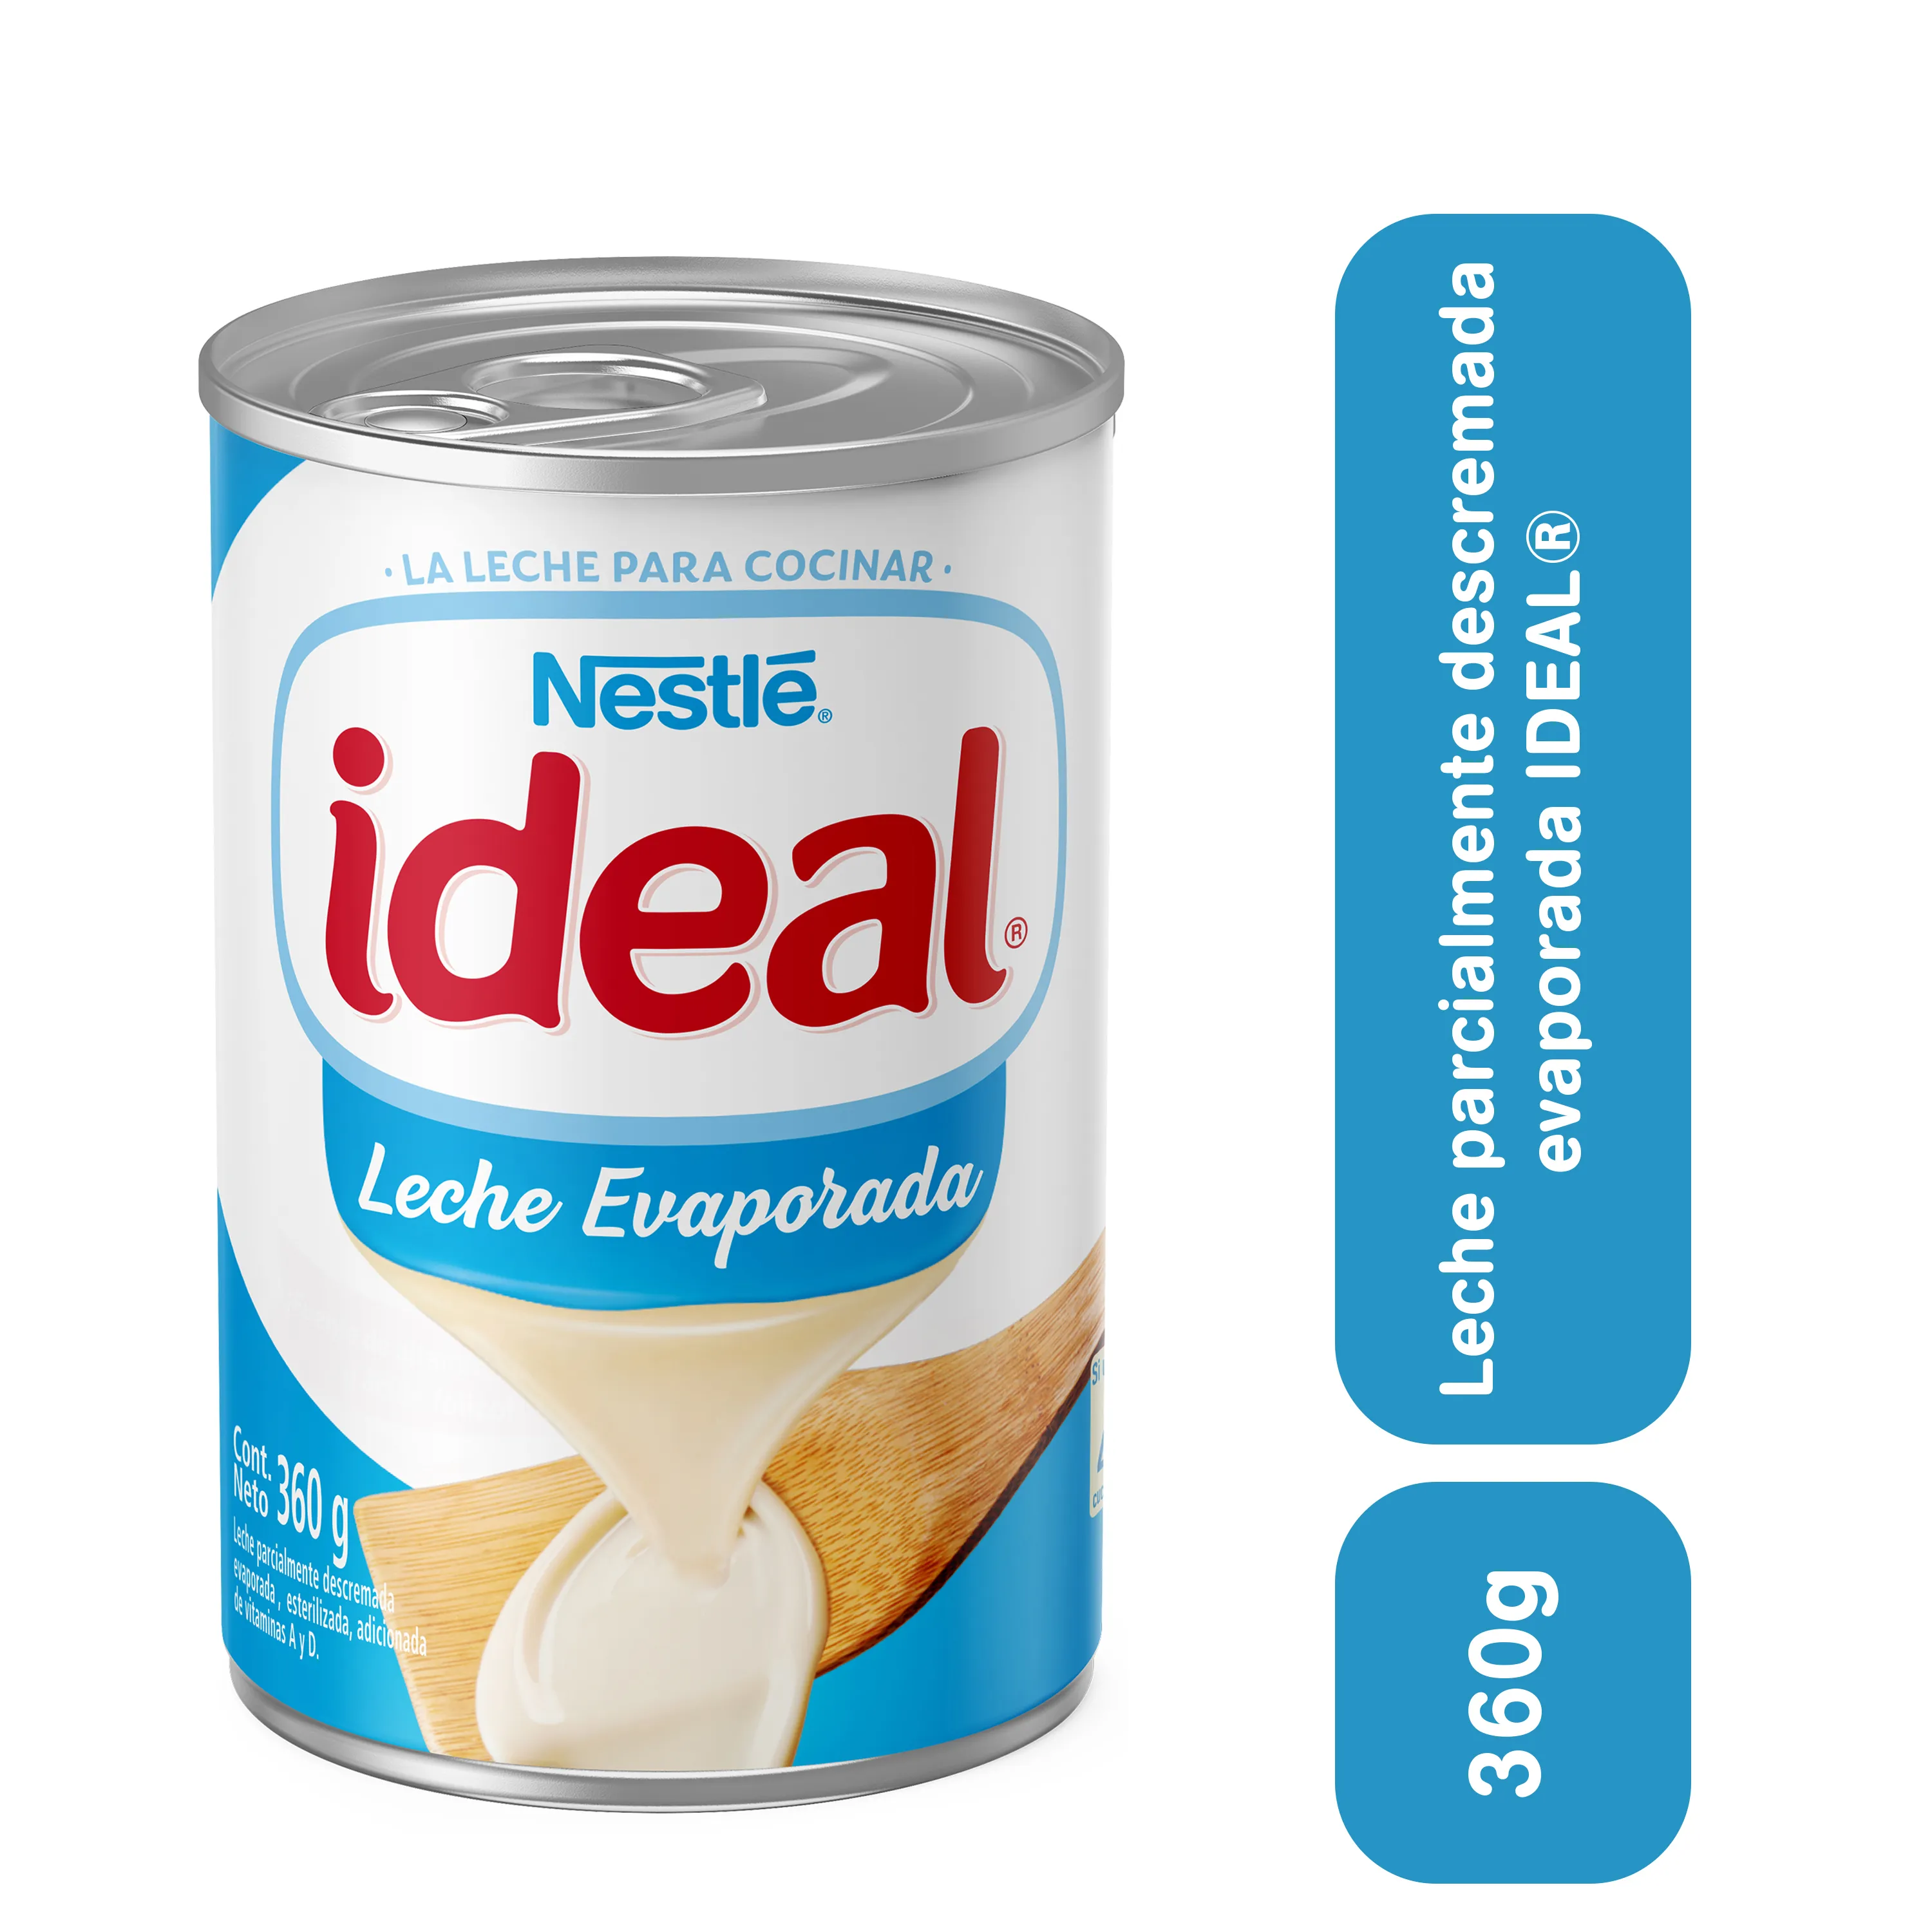 · LA LECHE PARA COCINAR ·
Nestlé®
ideal®
Leche Evaporada
Cont.
Neto 360 g
Leche parcialmente descremada
evaporada, esterilizada, adicionada
de vitaminas A y D.
Si
Leche parcialmente descremada
evaporada IDEAL®
360g